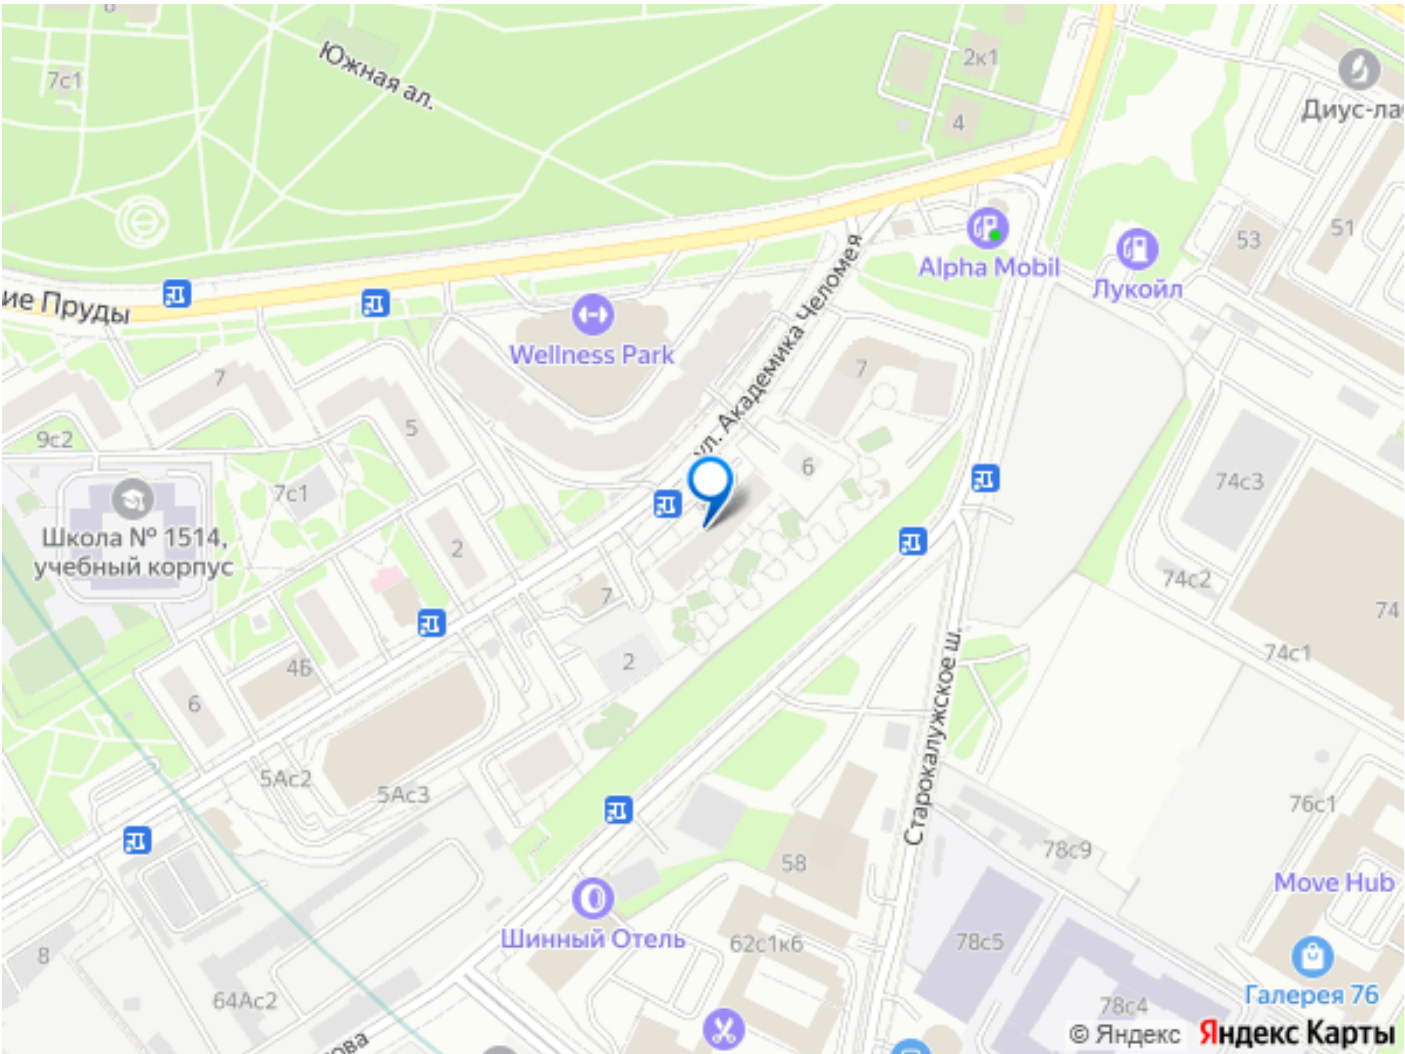 8
7с1
Южная ал.
2к1
4
Диус-ла
51
53
Alpha Mobil
Лукойл
ие Пруды
Wellness Park
ул. Академика Челомея
7
7
5
9с2
7с1
6
74с3
Школа № 1514,
учебный корпус
2
7
74с2
74
74с1
2
4Б
6
Старокалужское ш.
5Ас2
5Ас3
76с1
78с9
58
Move Hub
Шинный Отель
62с1к6
78с5
8
64Ас2
Галерея 76
78с4
ова
© Яндекс Яндекс Карты